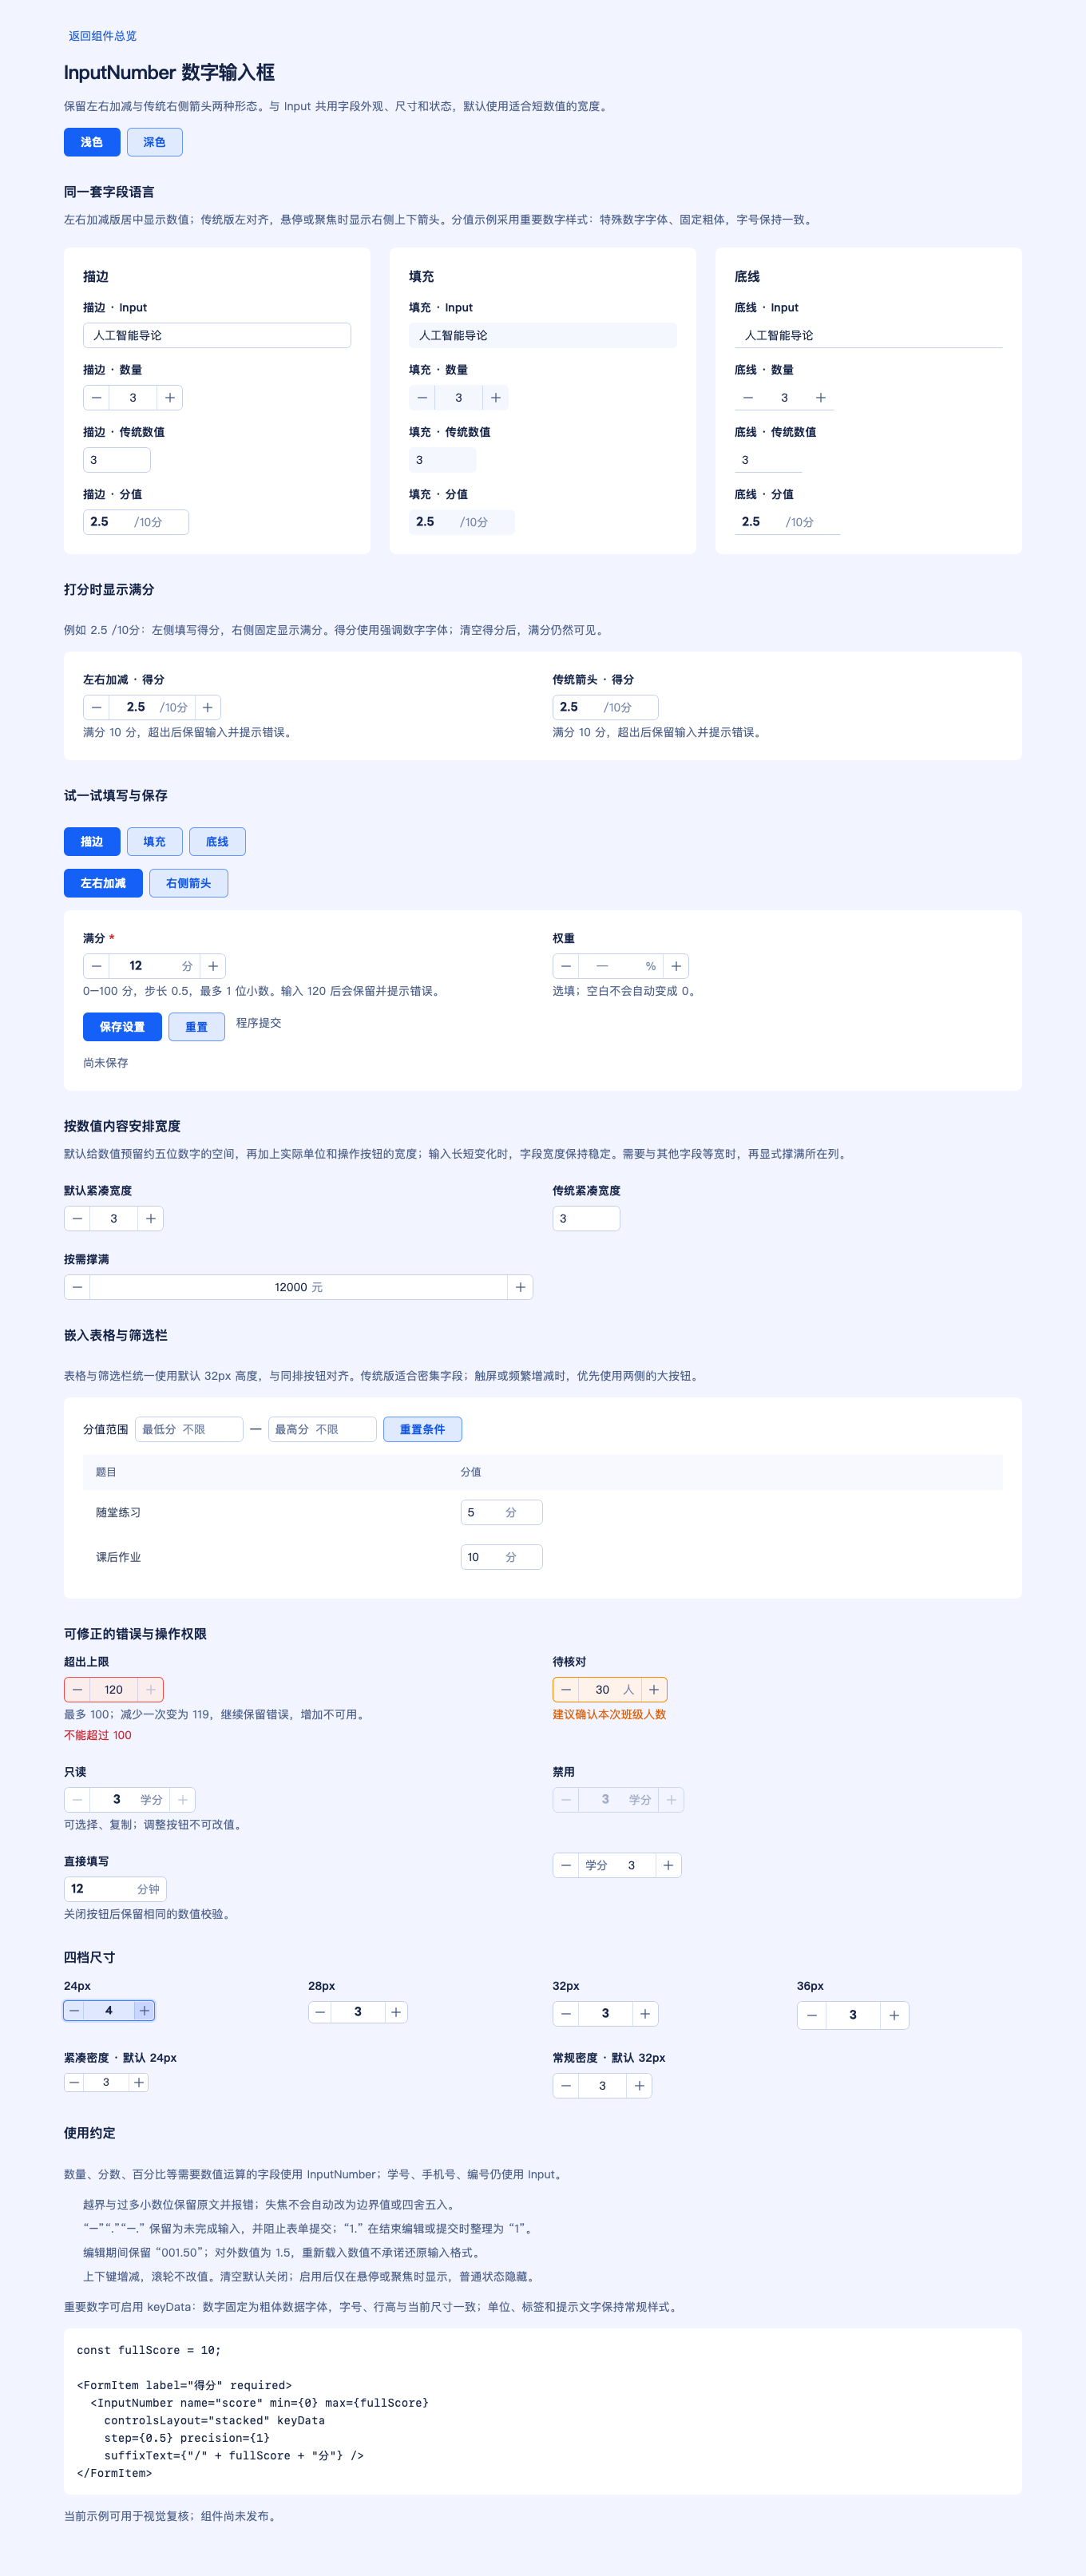 返回组件总览
InputNumber 数字输入框
保留左右加减与传统右侧箭头两种形态。与 Input 共用字段外观、尺寸和状态，默认使用适合短数值的宽度。
浅色 深色
同一套字段语言
左右加减版居中显示数值；传统版左对齐，悬停或聚焦时显示右侧上下箭头。分值示例采用重要数字样式：特殊数字字体、固定粗体，字号保持一致。
描边
描边 · Input
人工智能导论
描边 · 数量
— 3 +
描边 · 传统数值
3
描边 · 分值
2.5 /10分
填充
填充 · Input
人工智能导论
填充 · 数量
— 3 +
填充 · 传统数值
3
填充 · 分值
2.5 /10分
底线
底线 · Input
人工智能导论
底线 · 数量
— 3 +
底线 · 传统数值
3
底线 · 分值
2.5 /10分
打分时显示满分
例如 2.5 /10分：左侧填写得分，右侧固定显示满分。得分使用强调数字字体；清空得分后，满分仍然可见。
左右加减 · 得分
— 2.5 /10分 +
满分 10 分，超出后保留输入并提示错误。
传统箭头 · 得分
2.5 /10分
满分 10 分，超出后保留输入并提示错误。
试一试填写与保存
描边 填充 底线
左右加减 右侧箭头
满分 *
— 12 分 +
0—100 分，步长 0.5，最多 1 位小数。输入 120 后会保留并提示错误。
权重
— — % +
选填；空白不会自动变成 0。
保存设置 重置 程序提交
尚未保存
按数值内容安排宽度
默认给数值预留约五位数字的空间，再加上实际单位和操作按钮的宽度；输入长短变化时，字段宽度保持稳定。需要与其他字段等宽时，再显式撑满所在列。
默认紧凑宽度
— 3 +
传统紧凑宽度
3
按需撑满
— 12000 元 +
嵌入表格与筛选栏
表格与筛选栏统一使用默认 32px 高度，与同排按钮对齐。传统版适合密集字段；触屏或频繁增减时，优先使用两侧的大按钮。
分值范围 最低分 不限 — 最高分 不限 重置条件
题目 分值
随堂练习 5 分
课后作业 10 分
可修正的错误与操作权限
超出上限
— 120 +
最多 100；减少一次变为 119，继续保留错误，增加不可用。
不能超过 100
待核对
— 30 人 +
建议确认本次班级人数
只读
— 3 学分 +
可选择、复制；调整按钮不可改值。
禁用
— 3 学分 +
直接填写
12 分钟
关闭按钮后保留相同的数值校验。
— 学分 3 +
四档尺寸
24px
— 4 +
28px
— 3 +
32px
— 3 +
36px
— 3 +
紧凑密度 · 默认 24px
— 3 +
常规密度 · 默认 32px
— 3 +
使用约定
数量、分数、百分比等需要数值运算的字段使用 InputNumber；学号、手机号、编号仍使用 Input。
越界与过多小数位保留原文并报错；失焦不会自动改为边界值或四舍五入。
“—”“.”“—.” 保留为未完成输入，并阻止表单提交；“1.” 在结束编辑或提交时整理为 “1”。
编辑期间保留 “001.50”；对外数值为 1.5，重新载入数值不承诺还原输入格式。
上下键增减，滚轮不改值。清空默认关闭；启用后仅在悬停或聚焦时显示，普通状态隐藏。
重要数字可启用 keyData：数字固定为粗体数据字体，字号、行高与当前尺寸一致；单位、标签和提示文字保持常规样式。
const fullScore = 10;
<FormItem label="得分" required>
<InputNumber name="score" min={0} max={fullScore}
controlsLayout="stacked" keyData
step={0.5} precision={1}
suffixText={"/" + fullScore + "分"} />
</FormItem>
当前示例可用于视觉复核；组件尚未发布。